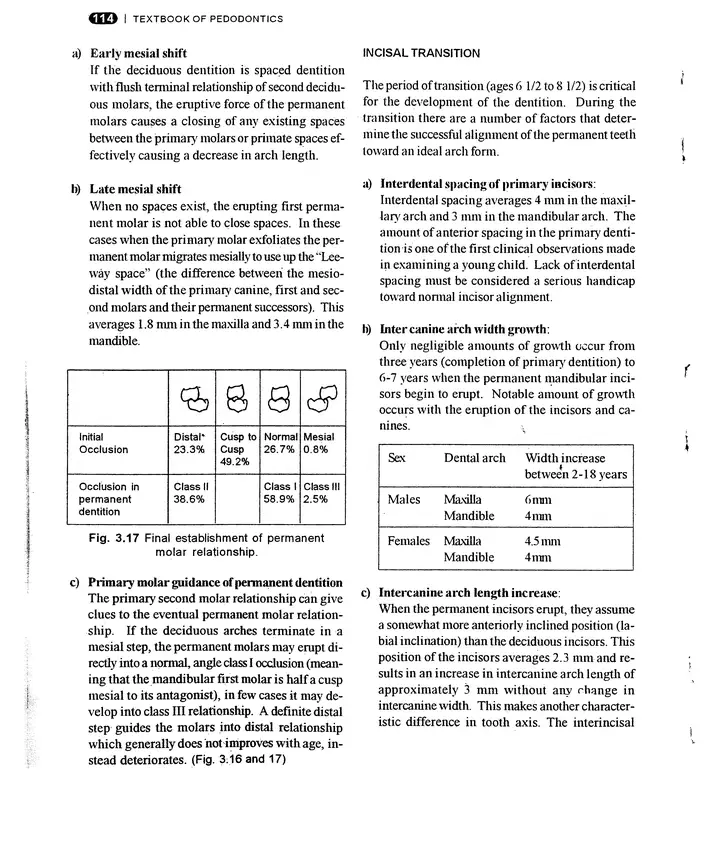 114 | TEXTBOOK OF PEDODONTICS
a) Early mesial shift
If the deciduous dentition is spaced dentition
with flush terminal relationship of second decidu-
ous molars, the eruptive force of the permanent
molars causes a closing of any existing spaces
between the primary molars or primate spaces ef-
fectively causing a decrease in arch length.
b) Late mesial shift
When no spaces exist, the erupting first perma-
nent molar is not able to close spaces. In these
cases when the primary molar exfoliates the per-
manent molar migrates mesially to use up the “Lee-
way space” (the difference between the mesio-
distal width of the primary canine, first and sec-
ond molars and their permanent successors). This
averages 1.8 mm in the maxilla and 3.4 mm in the
mandible.
Initial Distal* Cusp to Normal Mesial
Occlusion 23.3% Cusp 26.7% 0.8%
49.2%
Occlusion in Class II Class I Class III
permanent 38.6% 58.9% 2.5%
dentition
Fig. 3.17 Final establishment of permanent
molar relationship.
c) Primary molar guidance of permanent dentition
The primary second molar relationship can give
clues to the eventual permanent molar relation-
ship. If the deciduous arches terminate in a
mesial step, the permanent molars may erupt di-
rectly into a normal, angle class I occlusion (mean-
ing that the mandibular first molar is half a cusp
mesial to its antagonist), in few cases it may de-
velop into class III relationship. A definite distal
step guides the molars into distal relationship
which generally does not improves with age, in-
stead deteriorates. (Fig. 3.16 and 17)
INCISAL TRANSITION
The period of transition (ages 6 1/2 to 8 1/2) is critical
for the development of the dentition. During the
transition there are a number of factors that deter-
mine the successful alignment of the permanent teeth
toward an ideal arch form.
a) Interdental spacing of primary incisors:
Interdental spacing averages 4 mm in the maxil-
lary arch and 3 mm in the mandibular arch. The
amount of anterior spacing in the primary denti-
tion is one of the first clinical observations made
in examining a young child. Lack of interdental
spacing must be considered a serious handicap
toward normal incisor alignment.
b) Inter canine arch width growth:
Only negligible amounts of growth occur from
three years (completion of primary dentition) to
6-7 years when the permanent mandibular inci-
sors begin to erupt. Notable amount of growth
occurs with the eruption of the incisors and ca-
nines.
Sex Dental arch Width increase
between 2-18 years
Males Maxilla 6 mm
Mandible 4 mm
Females Maxilla 4.5 mm
Mandible 4 mm
c) Intercanine arch length increase:
When the permanent incisors erupt, they assume
a somewhat more anteriorly inclined position (la-
bial inclination) than the deciduous incisors. This
position of the incisors averages 2.3 mm and re-
sults in an increase in intercanine arch length of
approximately 3 mm without any change in
intercanine width. This makes another character-
istic difference in tooth axis. The interincisal